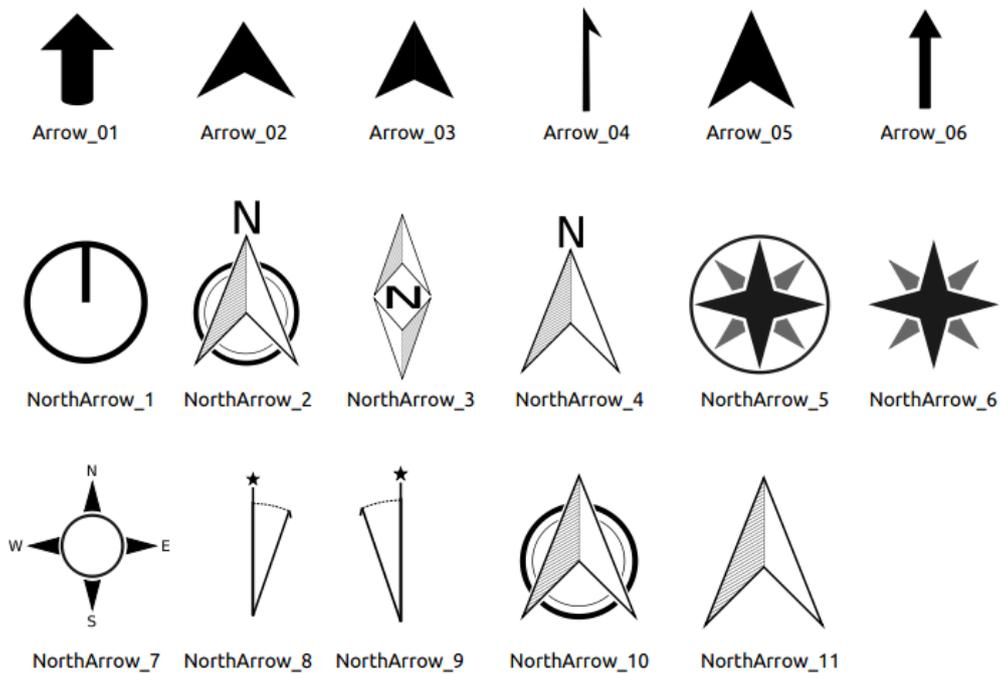 Arrow_01 Arrow_02 Arrow_03 Arrow_04 Arrow_05 Arrow_06
N N
N
NorthArrow_1 NorthArrow_2 NorthArrow_3 NorthArrow_4 NorthArrow_5 NorthArrow_6
N
W E
S
NorthArrow_7 NorthArrow_8 NorthArrow_9 NorthArrow_10 NorthArrow_11